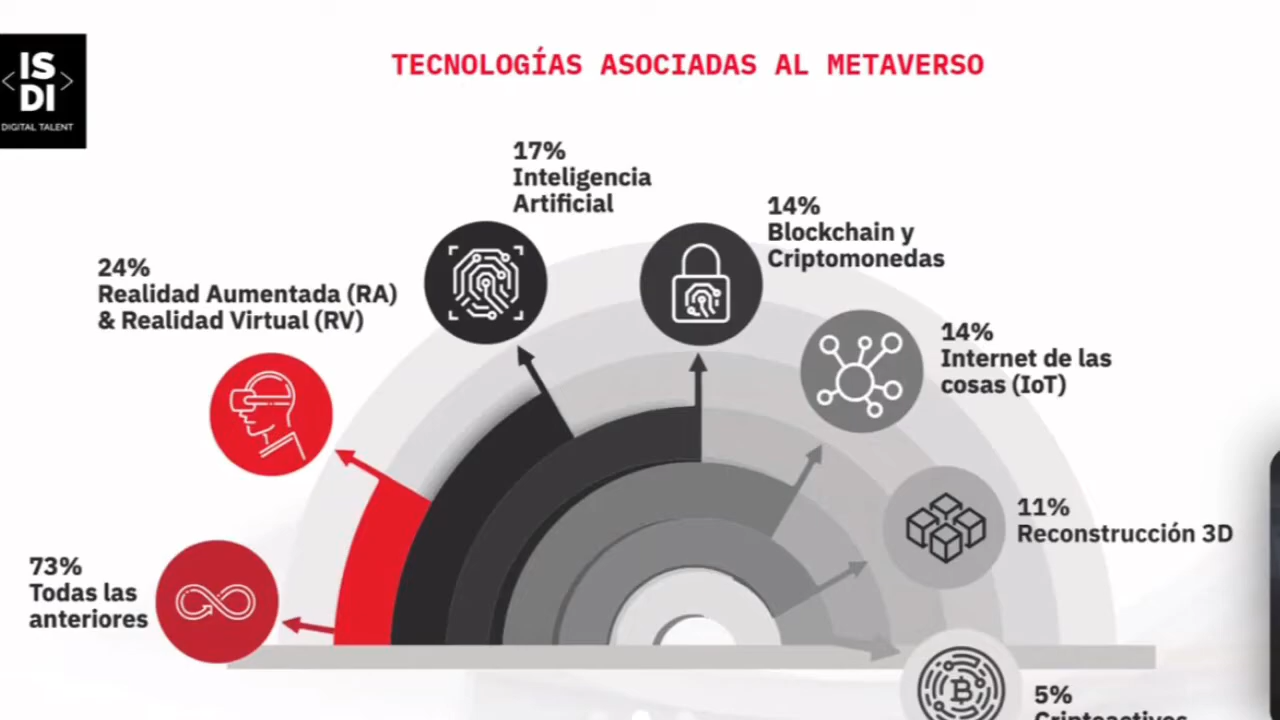 IS
DI
DIGITAL TALENT
TECNOLOGÍAS ASOCIADAS AL METAVERSO
17%
Inteligencia
Artificial
14%
Blockchain y
Criptomonedas
24%
Realidad Aumentada (RA)
& Realidad Virtual (RV)
14%
Internet de las
cosas (IoT)
11%
Reconstrucción 3D
73%
Todas las
anteriores
5%
Criptoactivos